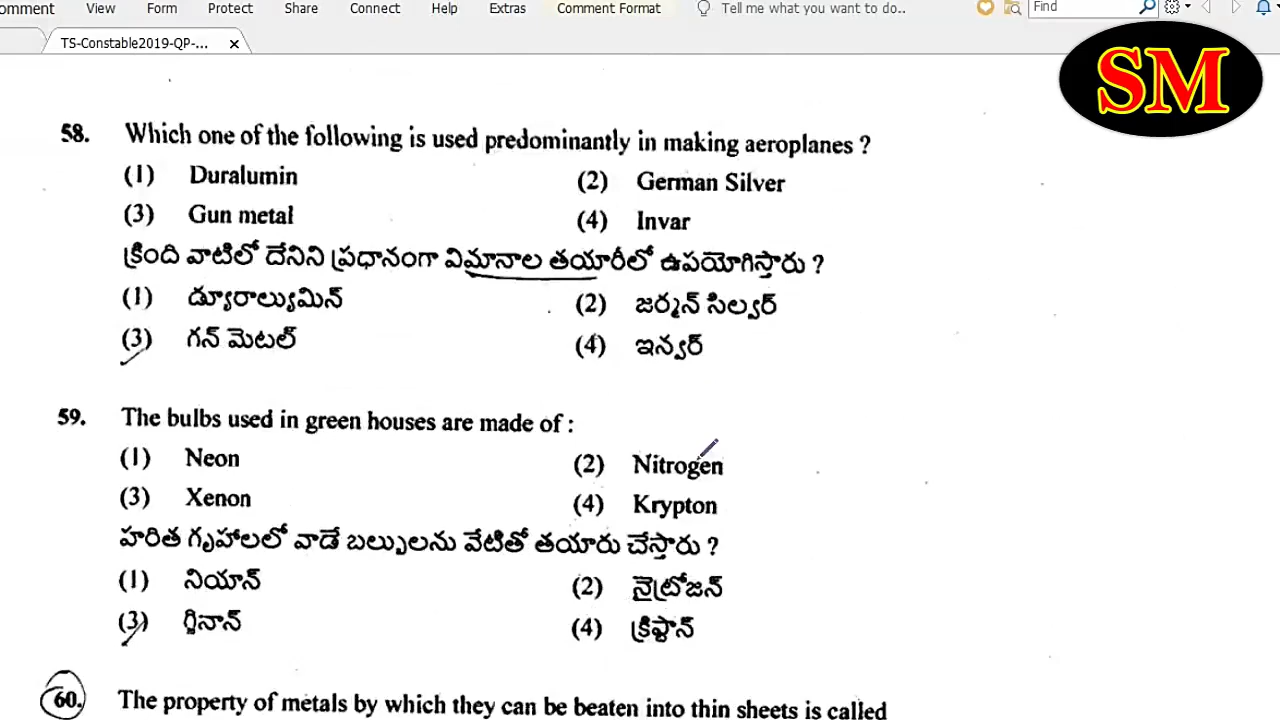 omment View Form Protect Share Connect Help Extras Comment Format Tell me what you want to do.. Find
TS-Constable2019-QP-... ×
SM
58. Which one of the following is used predominantly in making aeroplanes ?
(1) Duralumin (2) German Silver
(3) Gun metal (4) Invar
క్రింది వాటిలో దేనిని ప్రధానంగా విమానాల తయారీలో ఉపయోగిస్తారు ?
(1) డ్యూరాల్యుమిన్ (2) జర్మన్ సిల్వర్
(3) గన్ మెటల్ (4) ఇన్వర్
59. The bulbs used in green houses are made of :
(1) Neon (2) Nitrogen
(3) Xenon (4) Krypton
హరిత గృహాలలో వాడే బల్బులను వేటితో తయారు చేస్తారు ?
(1) నియాన్ (2) నైట్రోజన్
(3) గ్జినాన్ (4) క్రిప్టాన్
60. The property of metals by which they can be beaten into thin sheets is called